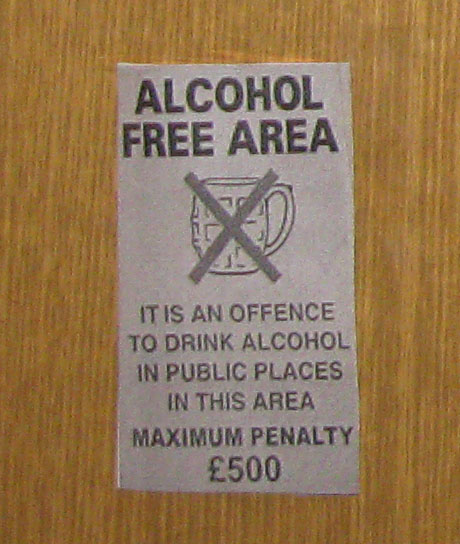 ALCOHOL
FREE AREA
IT IS AN OFFENCE
TO DRINK ALCOHOL
IN PUBLIC PLACES
IN THIS AREA
MAXIMUM PENALTY
£500